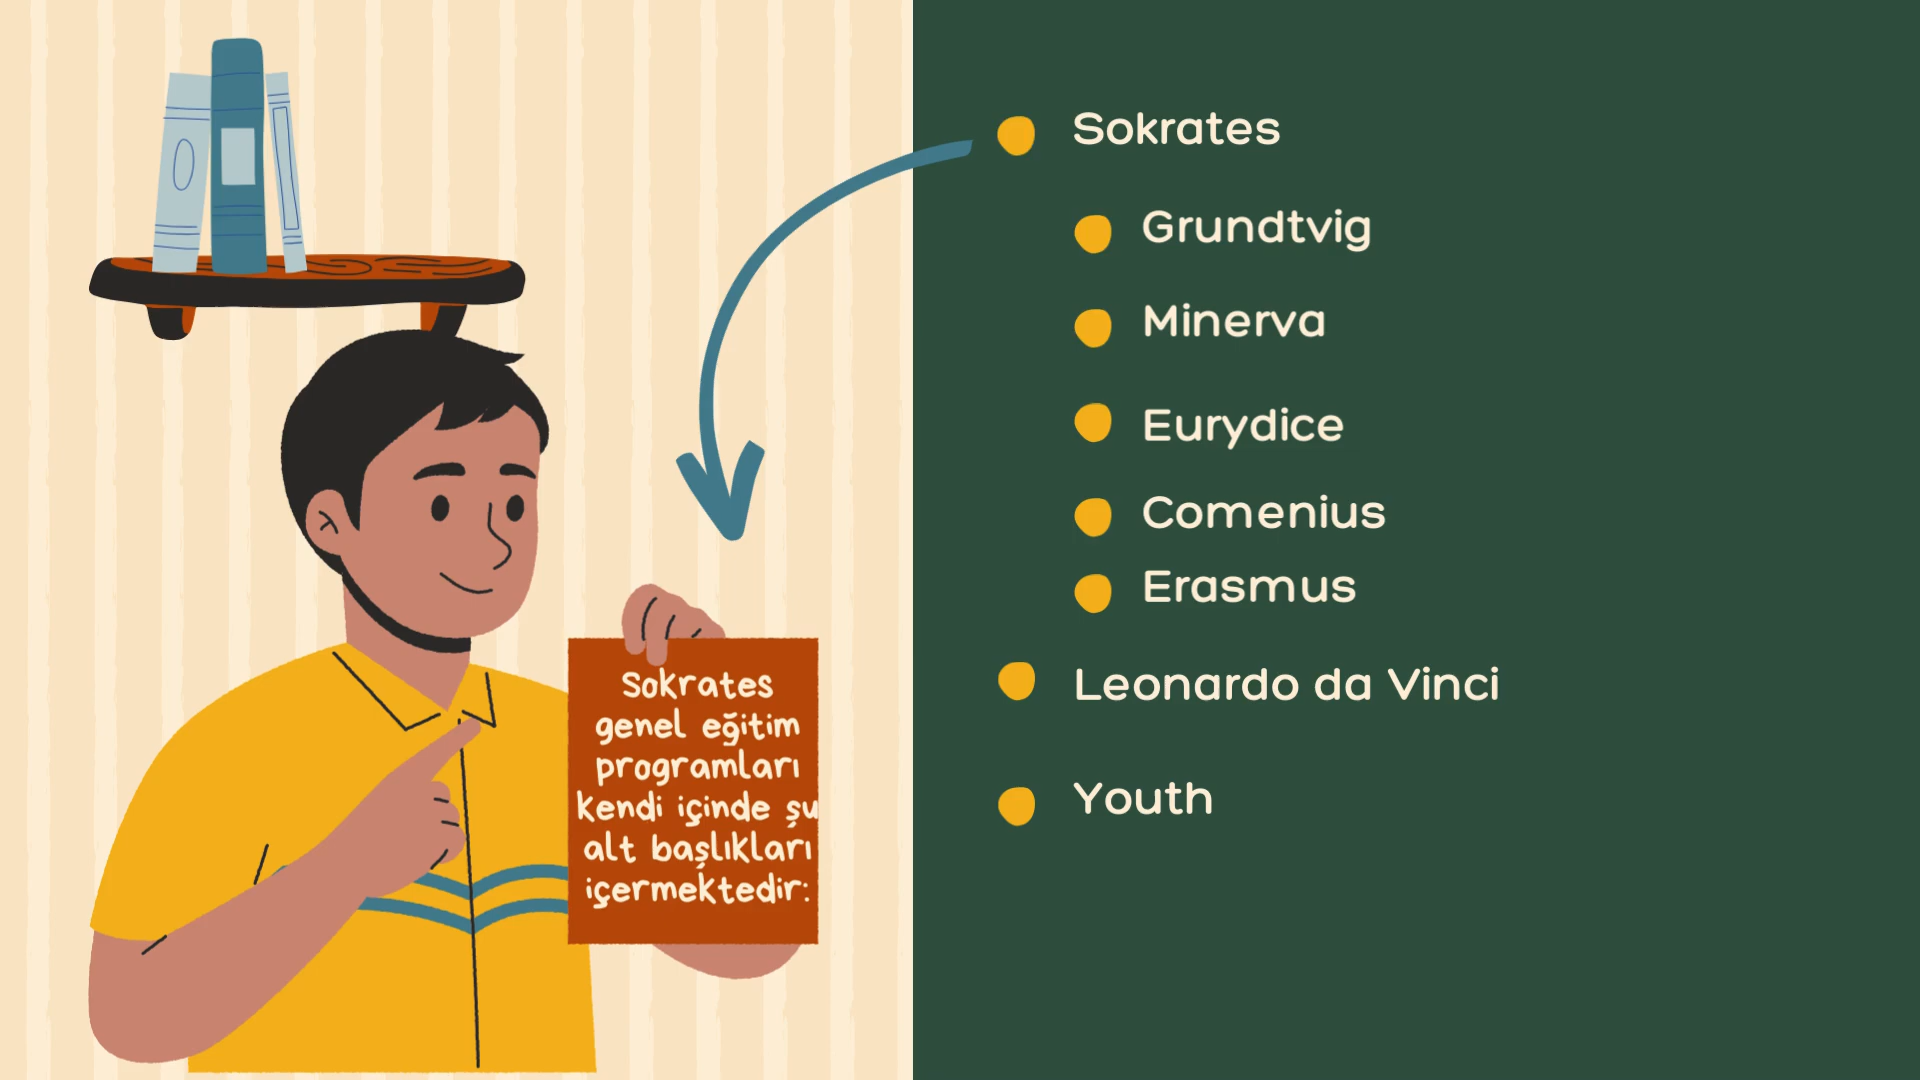 Sokrates
genel eğitim
programları
kendi içinde şu
alt başlıkları
içermektedir:
Sokrates
Grundtvig
Minerva
Eurydice
Comenius
Erasmus
Leonardo da Vinci
Youth